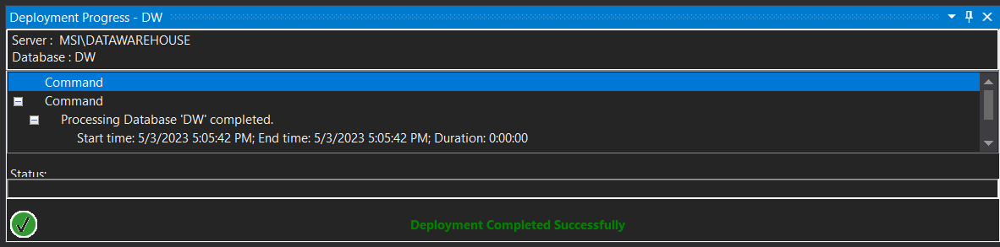 Deployment Progress - DW
Server : MSI\DATAWAREHOUSE
Database : DW
Command
Command
Processing Database 'DW' completed.
Start time: 5/3/2023 5:05:42 PM; End time: 5/3/2023 5:05:42 PM; Duration: 0:00:00
Status:
Deployment Completed Successfully